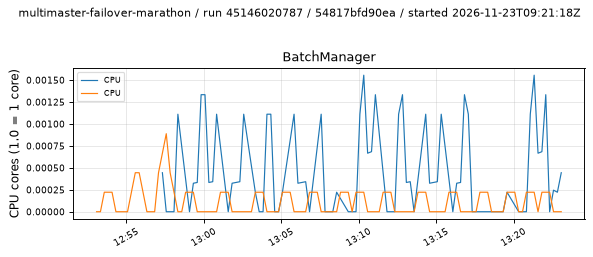 multimaster-failover-marathon / run 45146020787 / 54817bfd90ea / started 2026-11-23T09:21:18Z
BatchManager
CPU cores (1.0 = 1 core)
0.00150
0.00125
0.00100
0.00075
0.00050
0.00025
0.00000
CPU
CPU
12:55
13:00
13:05
13:10
13:15
13:20